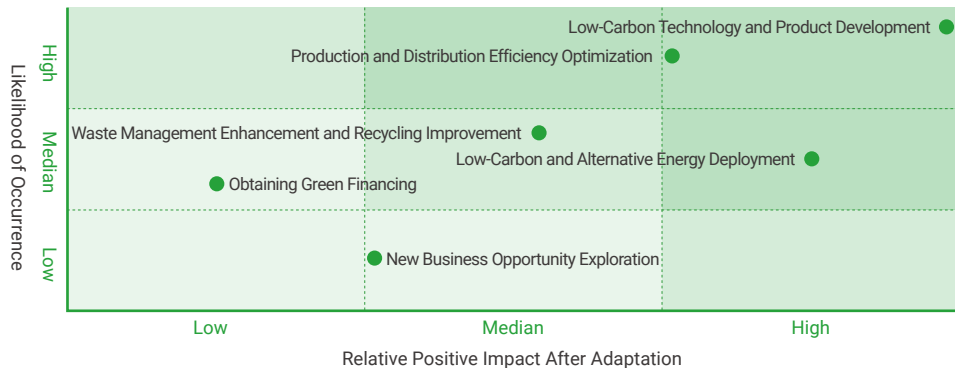 Low-Carbon Technology and Product Development
Production and Distribution Efficiency Optimization
Waste Management Enhancement and Recycling Improvement
Low-Carbon and Alternative Energy Deployment
Obtaining Green Financing
New Business Opportunity Exploration
Likelihood of Occurrence
High
Median
Low
Low
Median
High
Relative Positive Impact After Adaptation